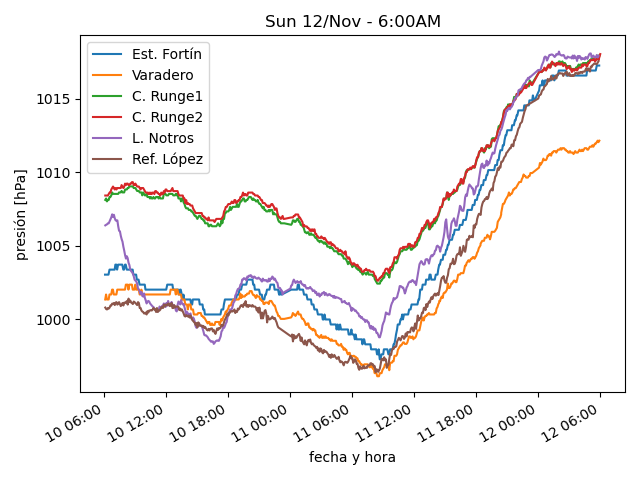 Sun 12/Nov - 6:00AM
Est. Fortín
Varadero
C. Runge1
C. Runge2
L. Notros
Ref. López
presión [hPa]
1015
1010
1005
1000
10 06:00
10 12:00
10 18:00
11 00:00
11 06:00
11 12:00
11 18:00
12 00:00
12 06:00
fecha y hora